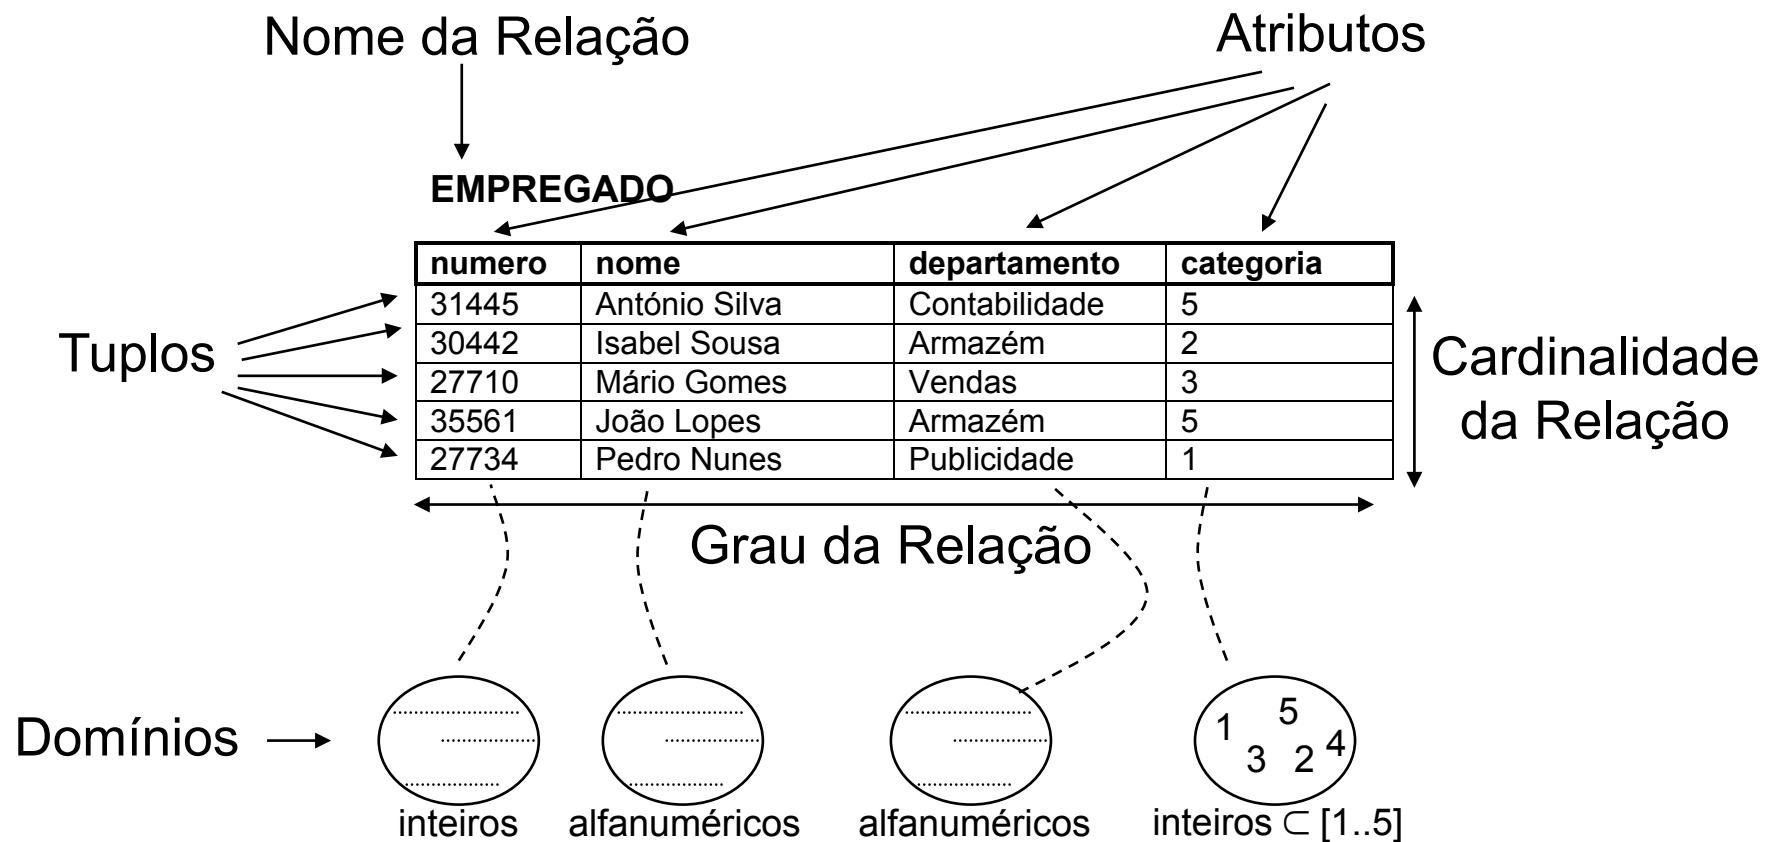 Nome da Relação
Atributos
EMPREGADO
numero nome departamento categoria
31445 António Silva Contabilidade 5
30442 Isabel Sousa Armazém 2
27710 Mário Gomes Vendas 3
35561 João Lopes Armazém 5
27734 Pedro Nunes Publicidade 1
Tuplos
Cardinalidade
da Relação
Grau da Relação
Domínios
1 5
3 2 4
inteiros alfanuméricos alfanuméricos inteiros ⊂ [1..5]